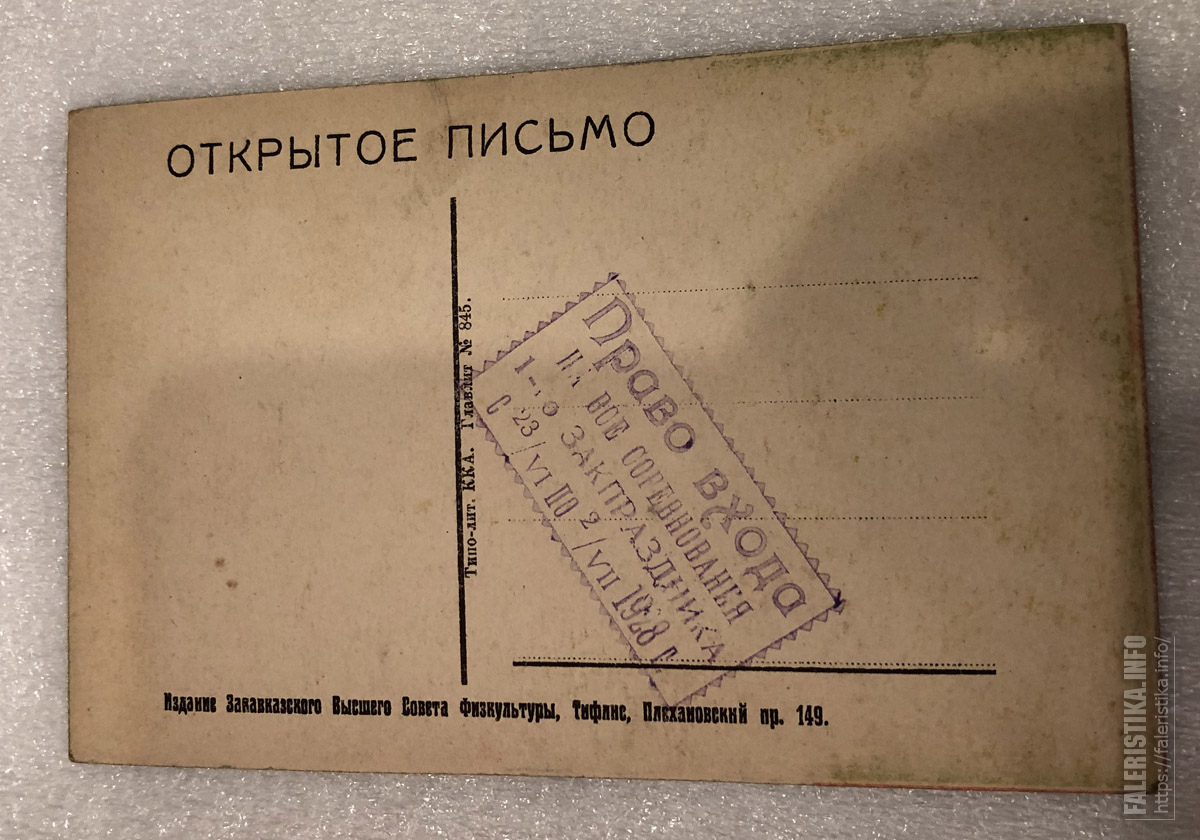 ОТКРЫТОЕ ПИСЬМО
Типо-лит. ККА. Главлит № 845.
Право входа
НА ВСЕ СОРЕВНОВАНИЯ
1-го ЗАКПРАЗДНИКА
С 23/VI ПО 2/VII 1928 г.
Издание Закавказского Высшего Совета Физкультуры, Тифлис, Плехановский пр. 149.
FALERISTIKA.INFO
https://faleristika.info/